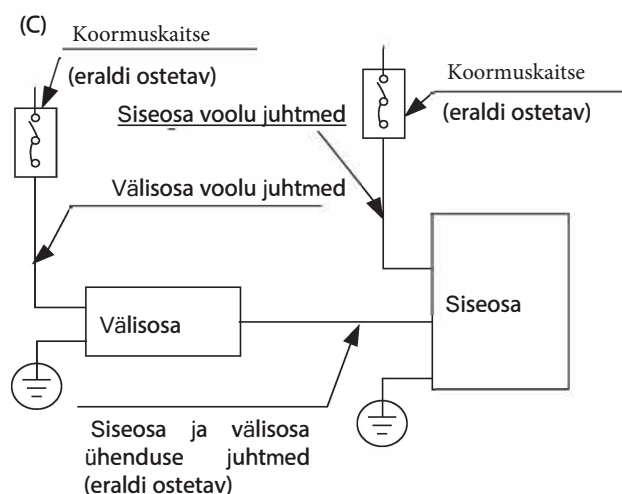 (C)
Koormuskaitse
(eraldi ostetav)
Koormuskaitse
(eraldi ostetav)
Siseosa voolu juhtmed
Välisosa voolu juhtmed
Välisosa
Siseosa
Siseosa ja välisosa
ühenduse juhtmed
(eraldi ostetav)